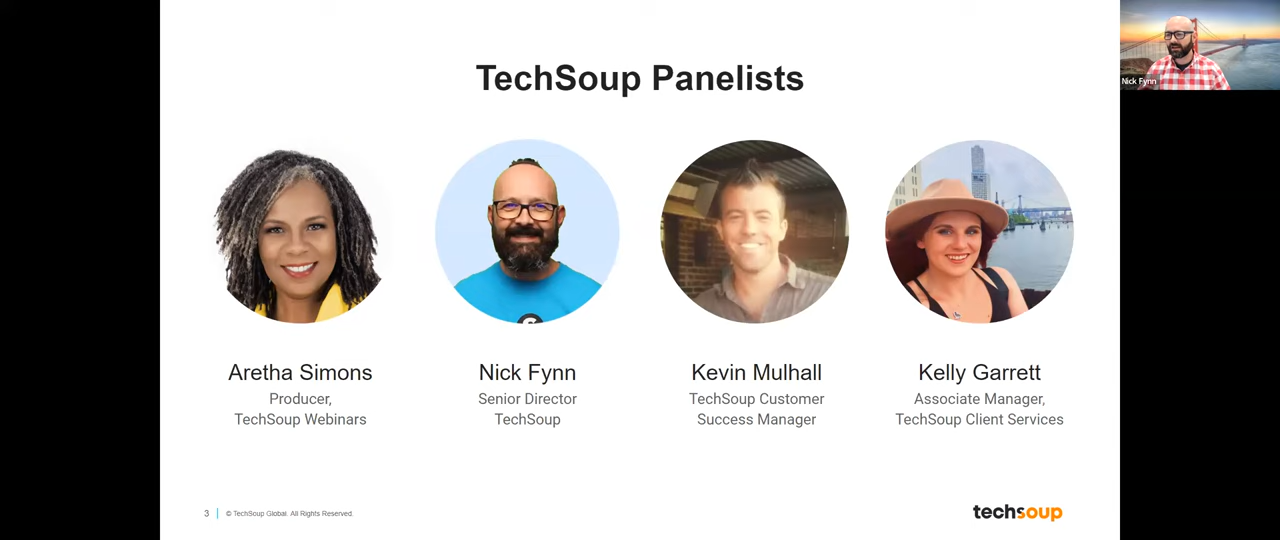 TechSoup Panelists
Nick Fynn
Aretha Simons
Producer,
TechSoup Webinars
Nick Fynn
Senior Director
TechSoup
Kevin Mulhall
TechSoup Customer
Success Manager
Kelly Garrett
Associate Manager,
TechSoup Client Services
3
© TechSoup Global. All Rights Reserved.
techsoup